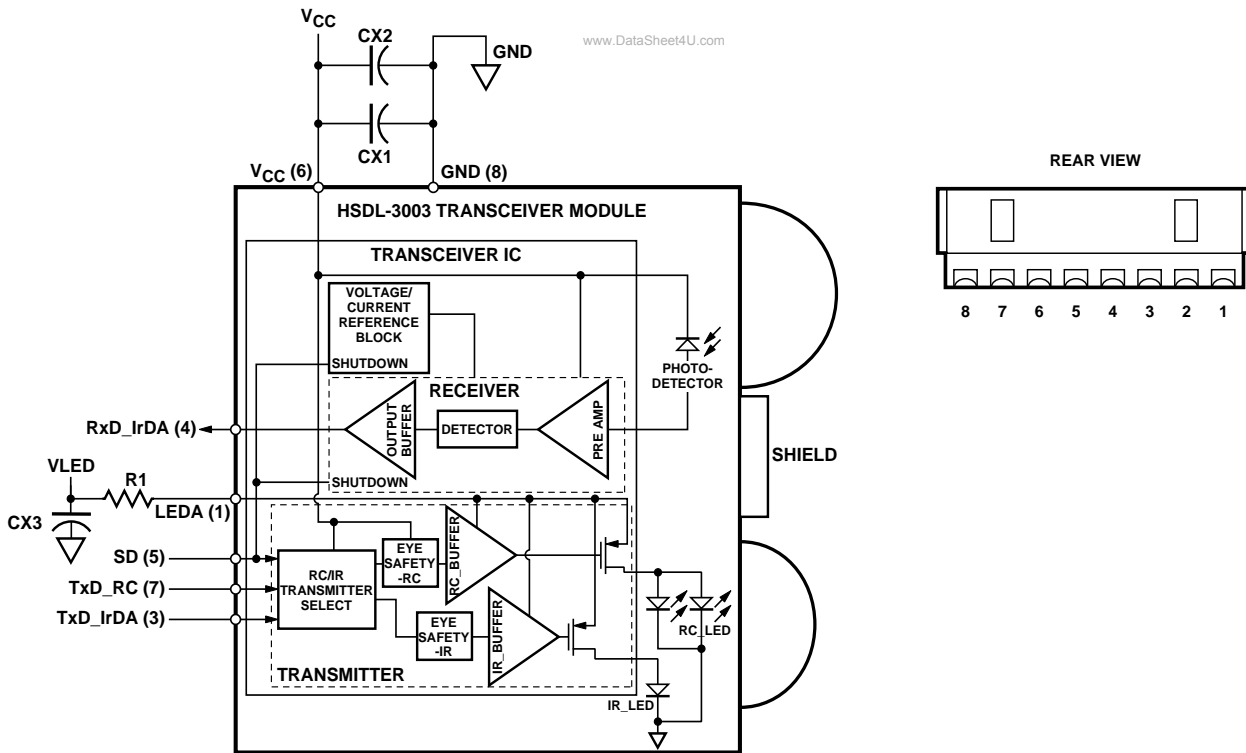 V_CC
CX2
www.DataSheet4U.com
GND
CX1
V_CC (6)
GND (8)
HSDL-3003 TRANSCEIVER MODULE
TRANSCEIVER IC
VOLTAGE/
CURRENT
REFERENCE
BLOCK
SHUTDOWN
PHOTO-
DETECTOR
RECEIVER
RxD_IrDA (4)
OUTPUT
BUFFER
DETECTOR
PRE AMP
SHIELD
SHUTDOWN
VLED
R1
LEDA (1)
CX3
SD (5)
TxD_RC (7)
TxD_IrDA (3)
RC/IR
TRANSMITTER
SELECT
EYE
SAFETY
-RC
RC_BUFFER
EYE
SAFETY
-IR
IR_BUFFER
RC_LED
TRANSMITTER
IR_LED
REAR VIEW
8 7 6 5 4 3 2 1